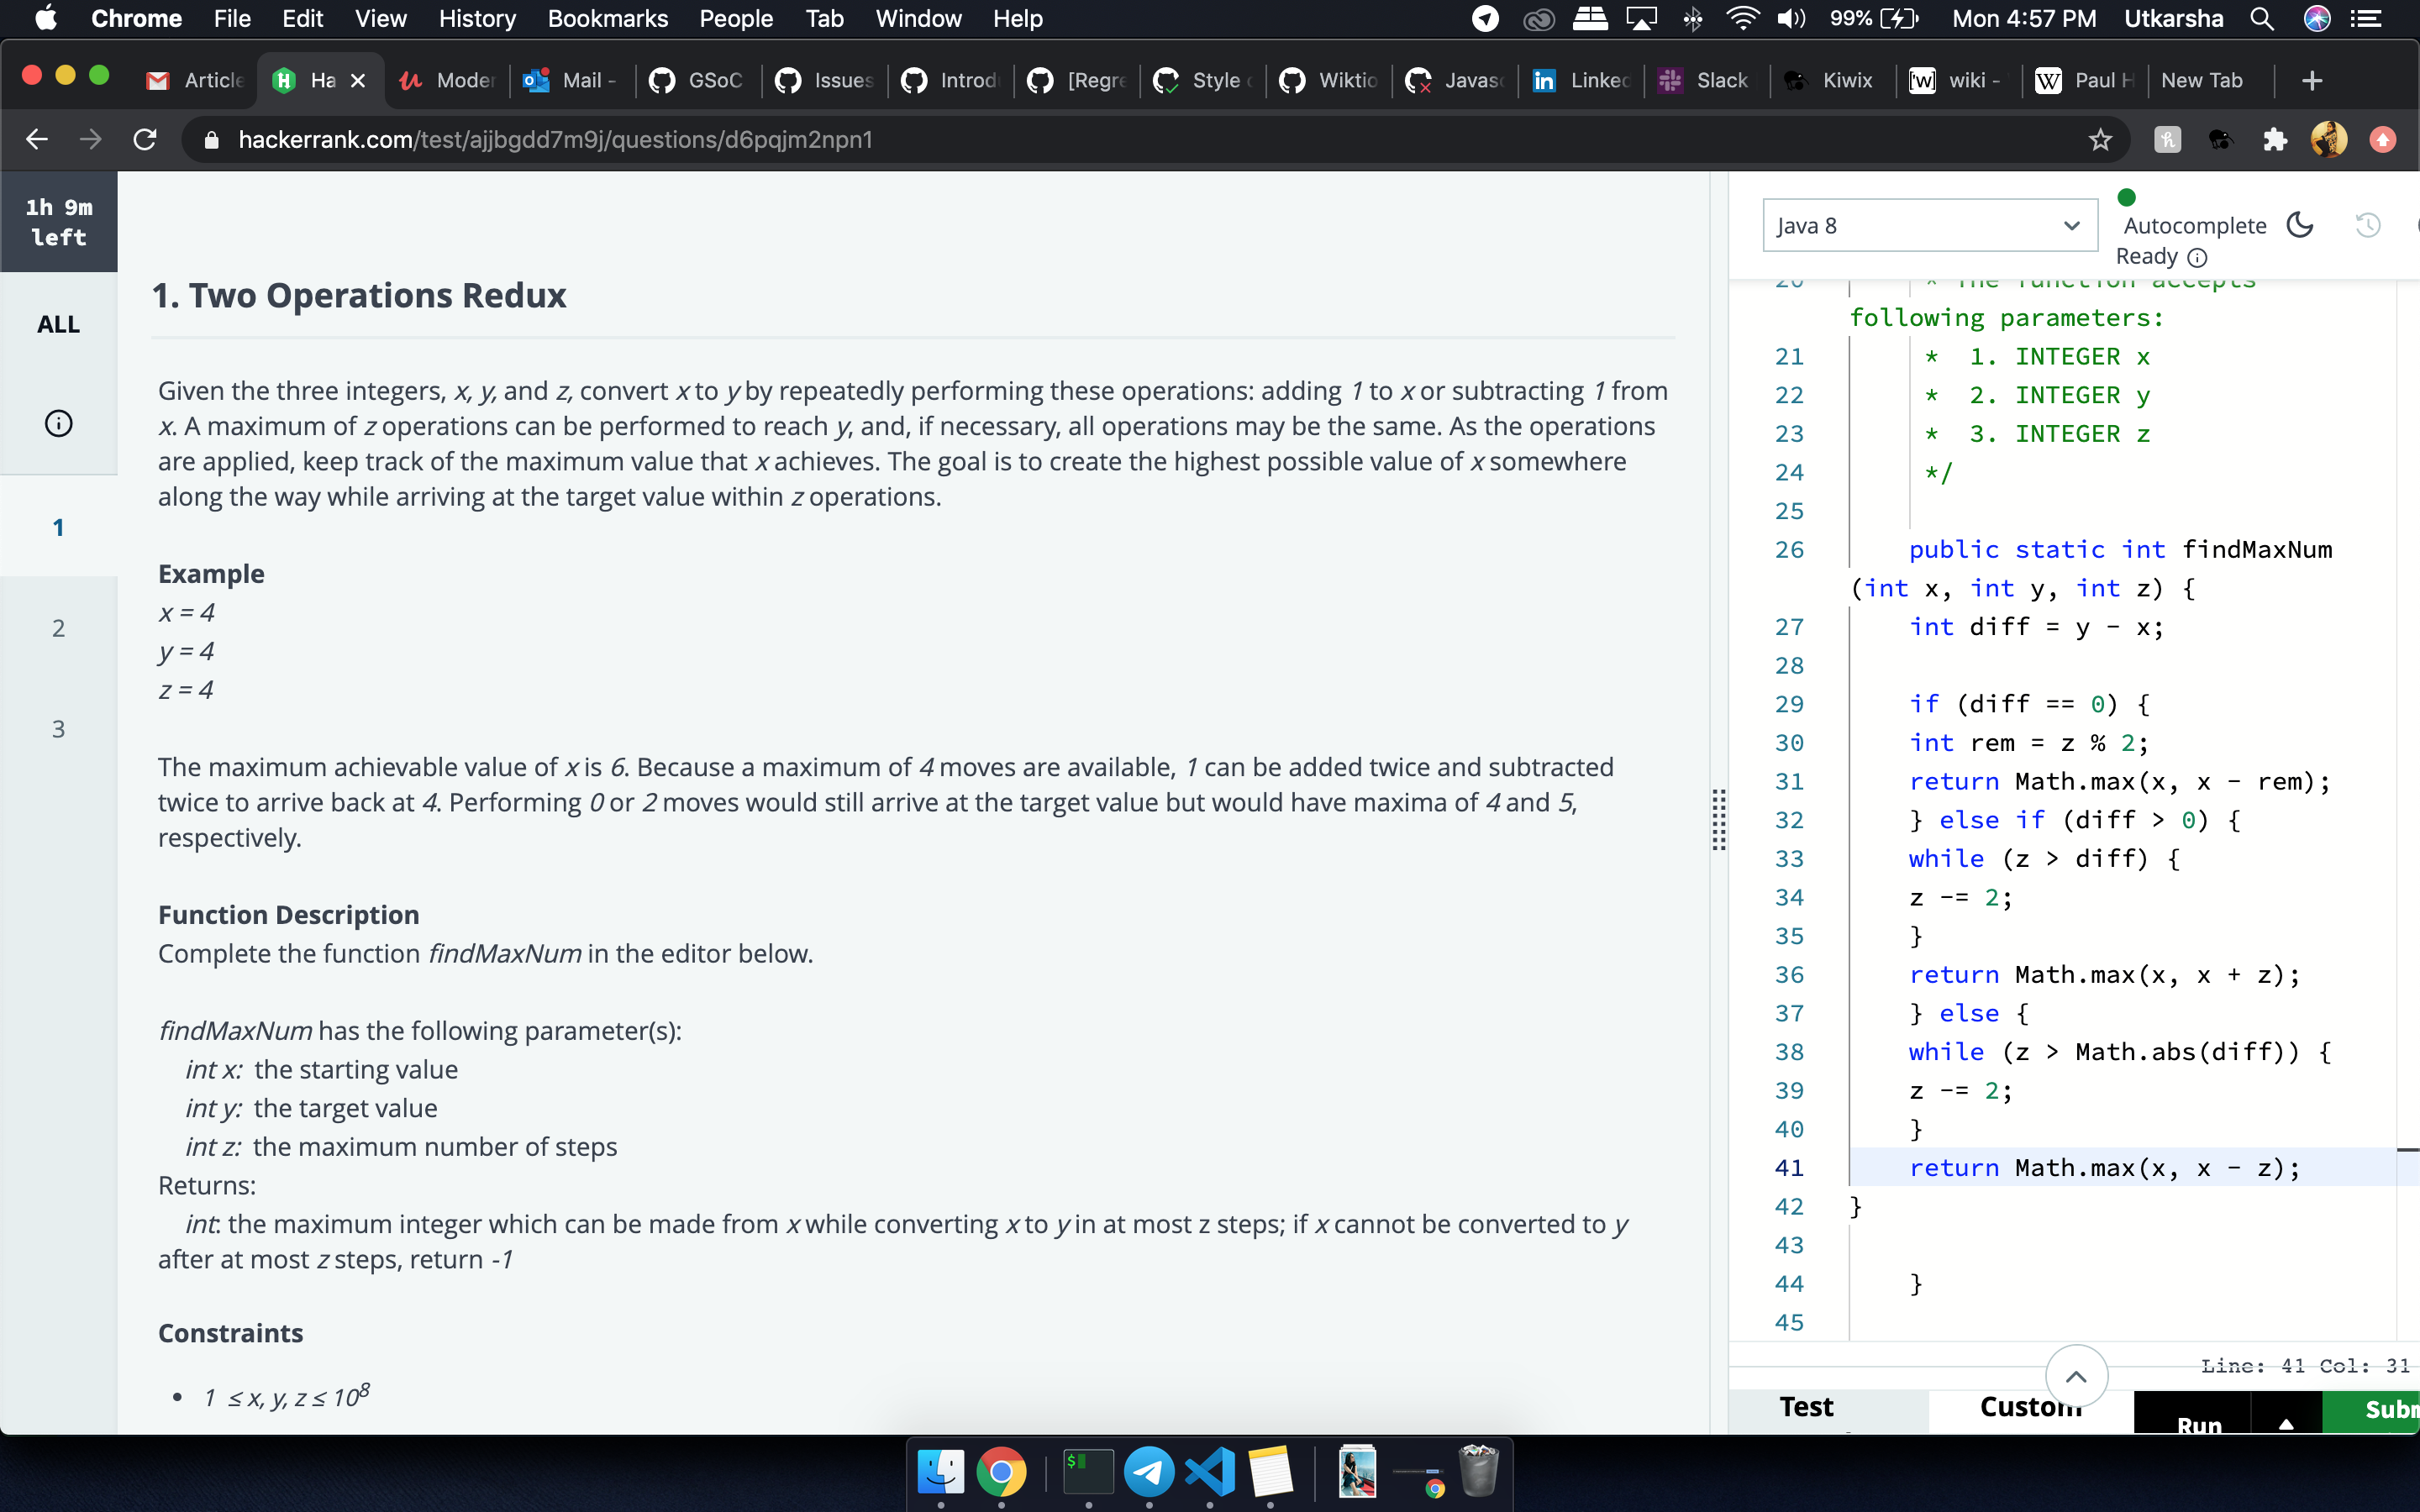 Chrome File Edit View History Bookmarks People Tab Window Help 99% Mon 4:57 PM Utkarsha
Article Ha Moder Mail - GSoC Issues Introd [Regre Style Wiktio Javasc Linked Slack Kiwix wiki - Paul H New Tab
hackerrank.com/test/ajjbgdd7m9j/questions/d6pqjm2npn1
1h 9m
left
ALL
1
2
3
1. Two Operations Redux
Given the three integers, x, y, and z, convert x to y by repeatedly performing these operations: adding 1 to x or subtracting 1 from
x. A maximum of z operations can be performed to reach y, and, if necessary, all operations may be the same. As the operations
are applied, keep track of the maximum value that x achieves. The goal is to create the highest possible value of x somewhere
along the way while arriving at the target value within z operations.
Example
x = 4
y = 4
z = 4
The maximum achievable value of x is 6. Because a maximum of 4 moves are available, 1 can be added twice and subtracted
twice to arrive back at 4. Performing 0 or 2 moves would still arrive at the target value but would have maxima of 4 and 5,
respectively.
Function Description
Complete the function findMaxNum in the editor below.
findMaxNum has the following parameter(s):
int x: the starting value
int y: the target value
int z: the maximum number of steps
Returns:
int: the maximum integer which can be made from x while converting x to y in at most z steps; if x cannot be converted to y
after at most z steps, return -1
Constraints
• 1 ≤ x, y, z ≤ 10⁸
Java 8
Autocomplete
Ready
20 * The function accepts
following parameters:
21 * 1. INTEGER x
22 * 2. INTEGER y
23 * 3. INTEGER z
24 */
25
26 public static int findMaxNum
(int x, int y, int z) {
27 int diff = y - x;
28
29 if (diff == 0) {
30 int rem = z % 2;
31 return Math.max(x, x - rem);
32 } else if (diff > 0) {
33 while (z > diff) {
34 z -= 2;
35 }
36 return Math.max(x, x + z);
37 } else {
38 while (z > Math.abs(diff)) {
39 z -= 2;
40 }
41 return Math.max(x, x - z);
42 }
43
44 }
45
Line: 41 Col: 31
Test Custom Run Subm